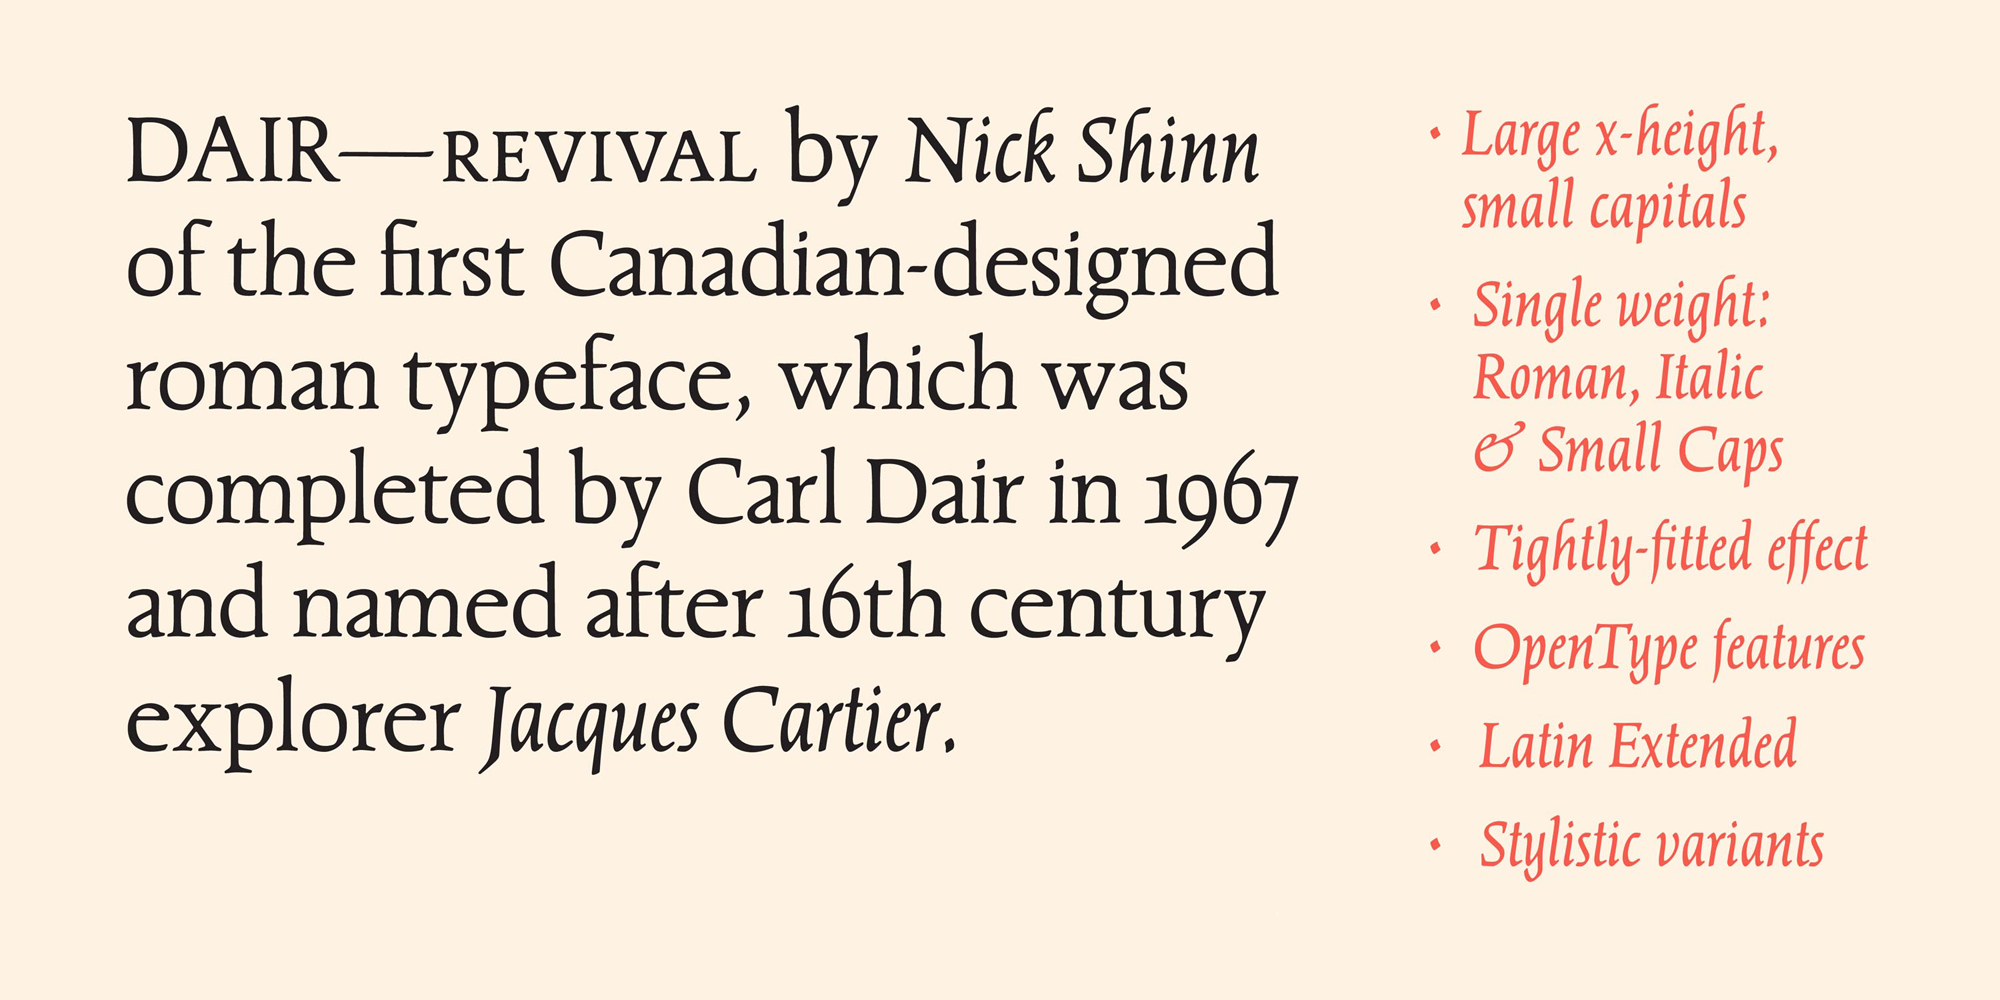 DAIR—REVIVAL by Nick Shinn
of the first Canadian-designed
roman typeface, which was
completed by Carl Dair in 1967
and named after 16th century
explorer Jacques Cartier.
• Large x-height,
small capitals
• Single weight:
Roman, Italic
& Small Caps
• Tightly-fitted effect
• OpenType features
• Latin Extended
• Stylistic variants